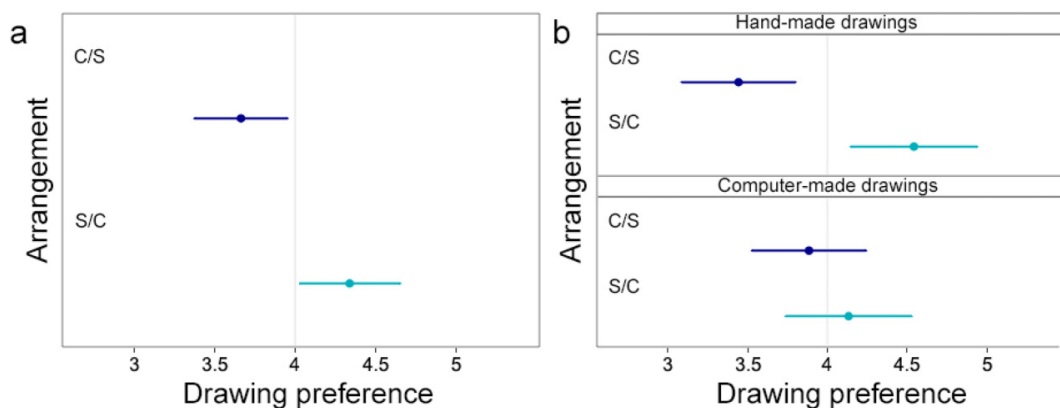 a
C/S
S/C
Arrangement
3 3.5 4 4.5 5
Drawing preference
b
Hand-made drawings
C/S
S/C
Computer-made drawings
C/S
S/C
Arrangement
3 3.5 4 4.5 5
Drawing preference